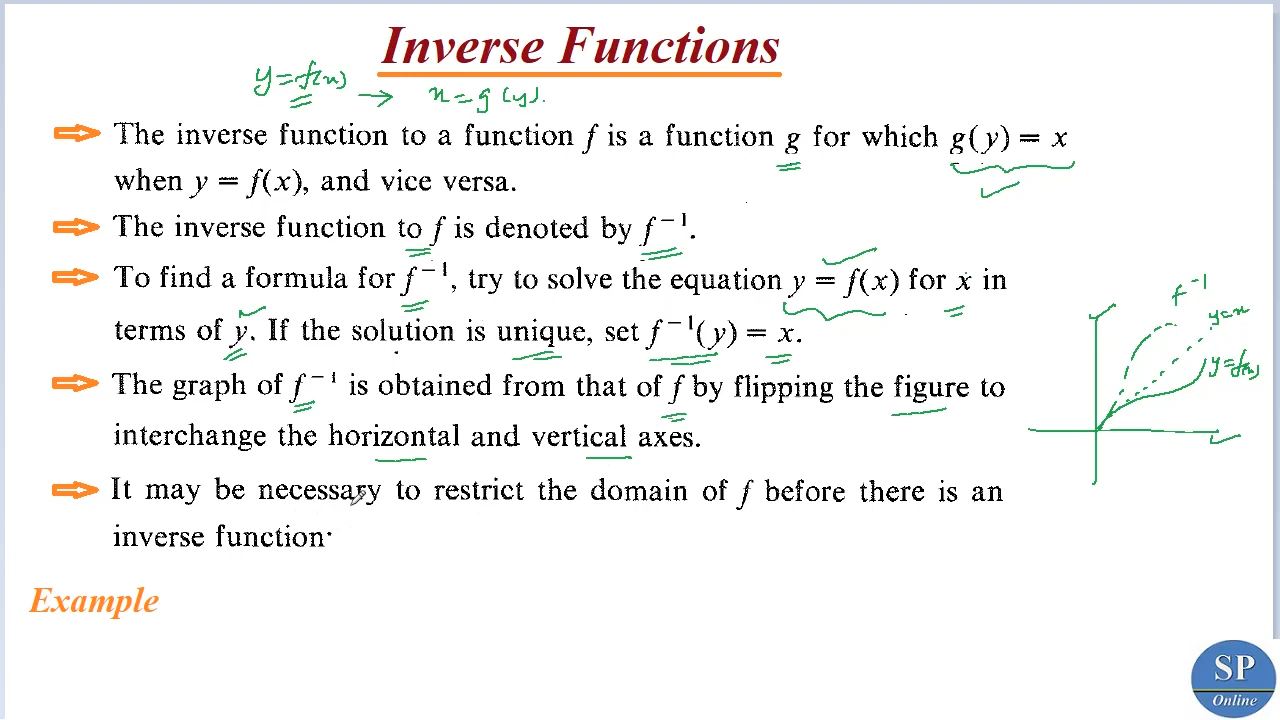 Inverse Functions
y = f(x) → x = g(y).
The inverse function to a function f is a function g for which g(y) = x
when y = f(x), and vice versa.
The inverse function to f is denoted by f⁻¹.
To find a formula for f⁻¹, try to solve the equation y = f(x) for x in
terms of y. If the solution is unique, set f⁻¹(y) = x.
The graph of f⁻¹ is obtained from that of f by flipping the figure to
interchange the horizontal and vertical axes.
It may be necessary to restrict the domain of f before there is an
inverse function.
f⁻¹
y=x
y=f(x)
Example
SP
Online